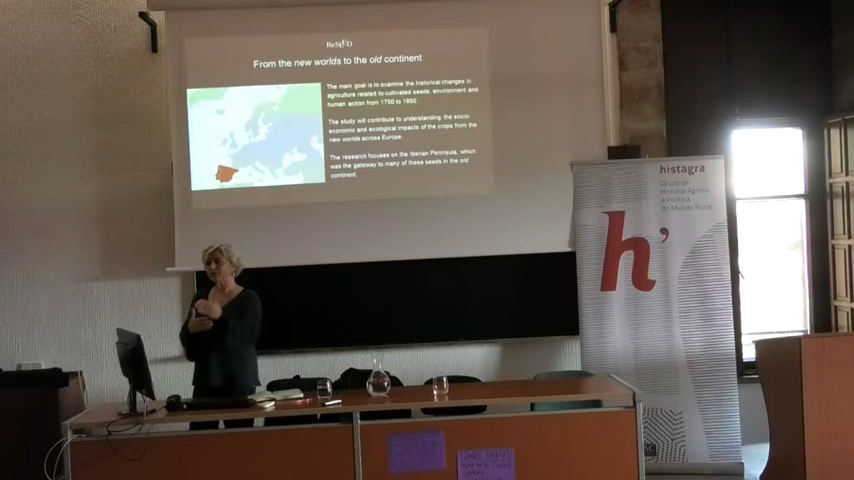 ReSEED
From the new worlds to the old continent
The main goal is to examine the historical changes in
agriculture related to cultivated seeds, environment and
human action from 1750 to 1950.
The study will contribute to understanding the socio-
economic and ecological impacts of the crops from the
new worlds across Europe.
The research focuses on the Iberian Peninsula, which
was the gateway to many of these seeds in the old
continent.
histagra
Grupo de
Historia Agraria
e Política
do Mundo Rural
h'